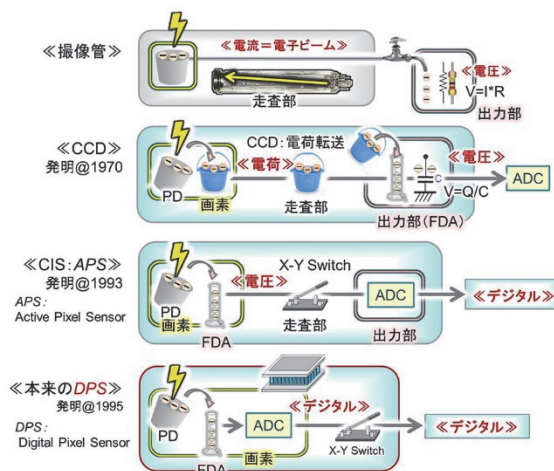 ≪撮像管≫
≪電流＝電子ビーム≫
走査部
≪電圧≫
V=I*R
出力部
≪CCD≫
発明@1970
CCD：電荷転送
≪電荷≫
≪電圧≫
PD
画素
走査部
C
V=Q/C
出力部(FDA)
ADC
≪CIS：APS≫
発明@1993
APS：
Active Pixel Sensor
≪電圧≫
X-Y Switch
PD
画素
FDA
走査部
ADC
出力部
≪デジタル≫
≪本来のDPS≫
発明@1995
DPS：
Digital Pixel Sensor
PD
FDA
ADC
画素
≪デジタル≫
X-Y Switch
≪デジタル≫